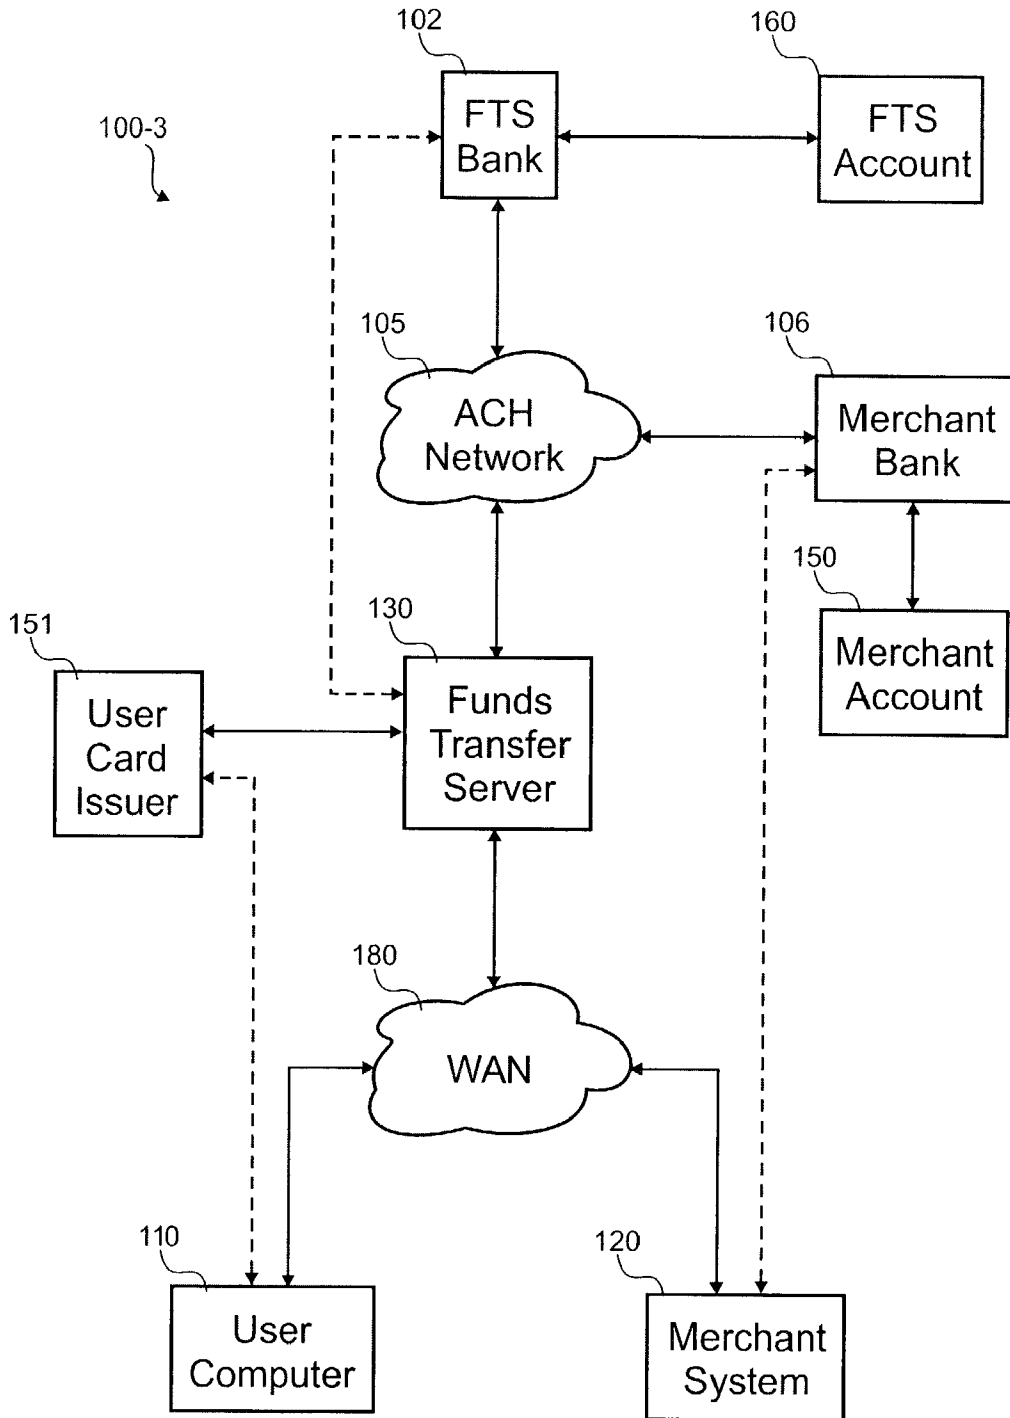 102
160
FTS
Bank
FTS
Account
100-3
105
106
ACH
Network
Merchant
Bank
150
151
130
Merchant
Account
User
Card
Issuer
Funds
Transfer
Server
180
WAN
110
120
User
Computer
Merchant
System